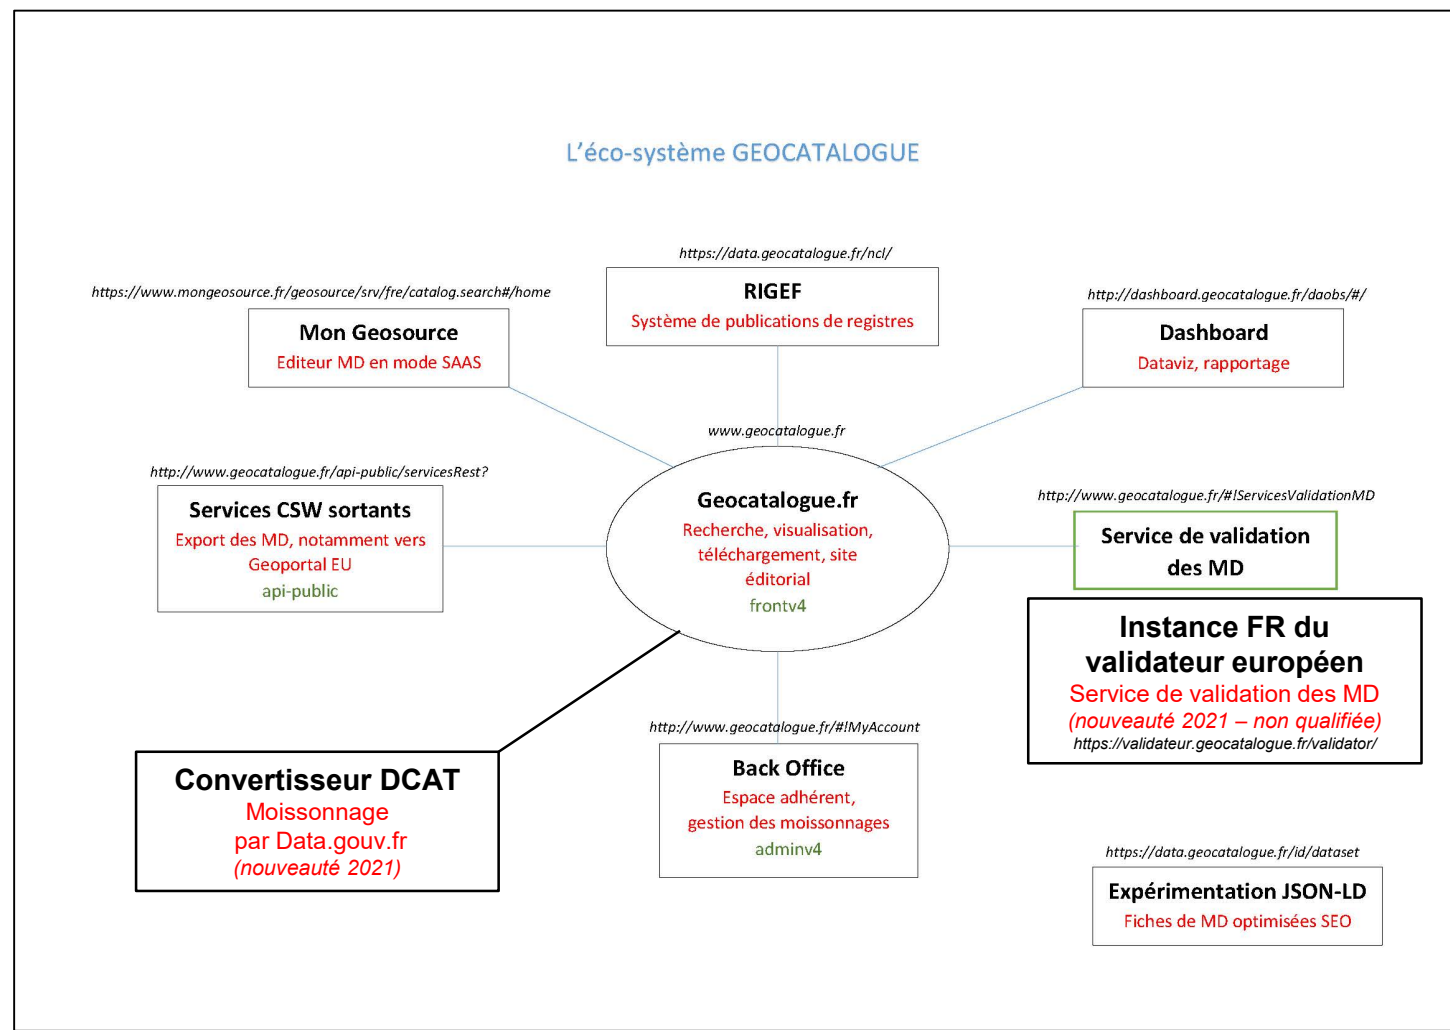 L'éco-système GEOCATALOGUE
https://data.geocatalogue.fr/ncl/
RIGEF
Système de publications de registres
https://www.mongeosource.fr/geosource/srv/fre/catalog.search#/home
Mon Geosource
Editeur MD en mode SAAS
http://dashboard.geocatalogue.fr/daobs/#/
Dashboard
Dataviz, rapportage
www.geocatalogue.fr
Geocatalogue.fr
Recherche, visualisation,
téléchargement, site
éditorial
frontv4
http://www.geocatalogue.fr/api-public/servicesRest?
Services CSW sortants
Export des MD, notamment vers
Geoportal EU
api-public
http://www.geocatalogue.fr/#!ServicesValidationMD
Service de validation
des MD
Instance FR du
validateur européen
Service de validation des MD
(nouveauté 2021 – non qualifiée)
https://validateur.geocatalogue.fr/validator/
http://www.geocatalogue.fr/#!MyAccount
Back Office
Espace adhérent,
gestion des moissonnages
adminv4
Convertisseur DCAT
Moissonnage
par Data.gouv.fr
(nouveauté 2021)
https://data.geocatalogue.fr/id/dataset
Expérimentation JSON-LD
Fiches de MD optimisées SEO